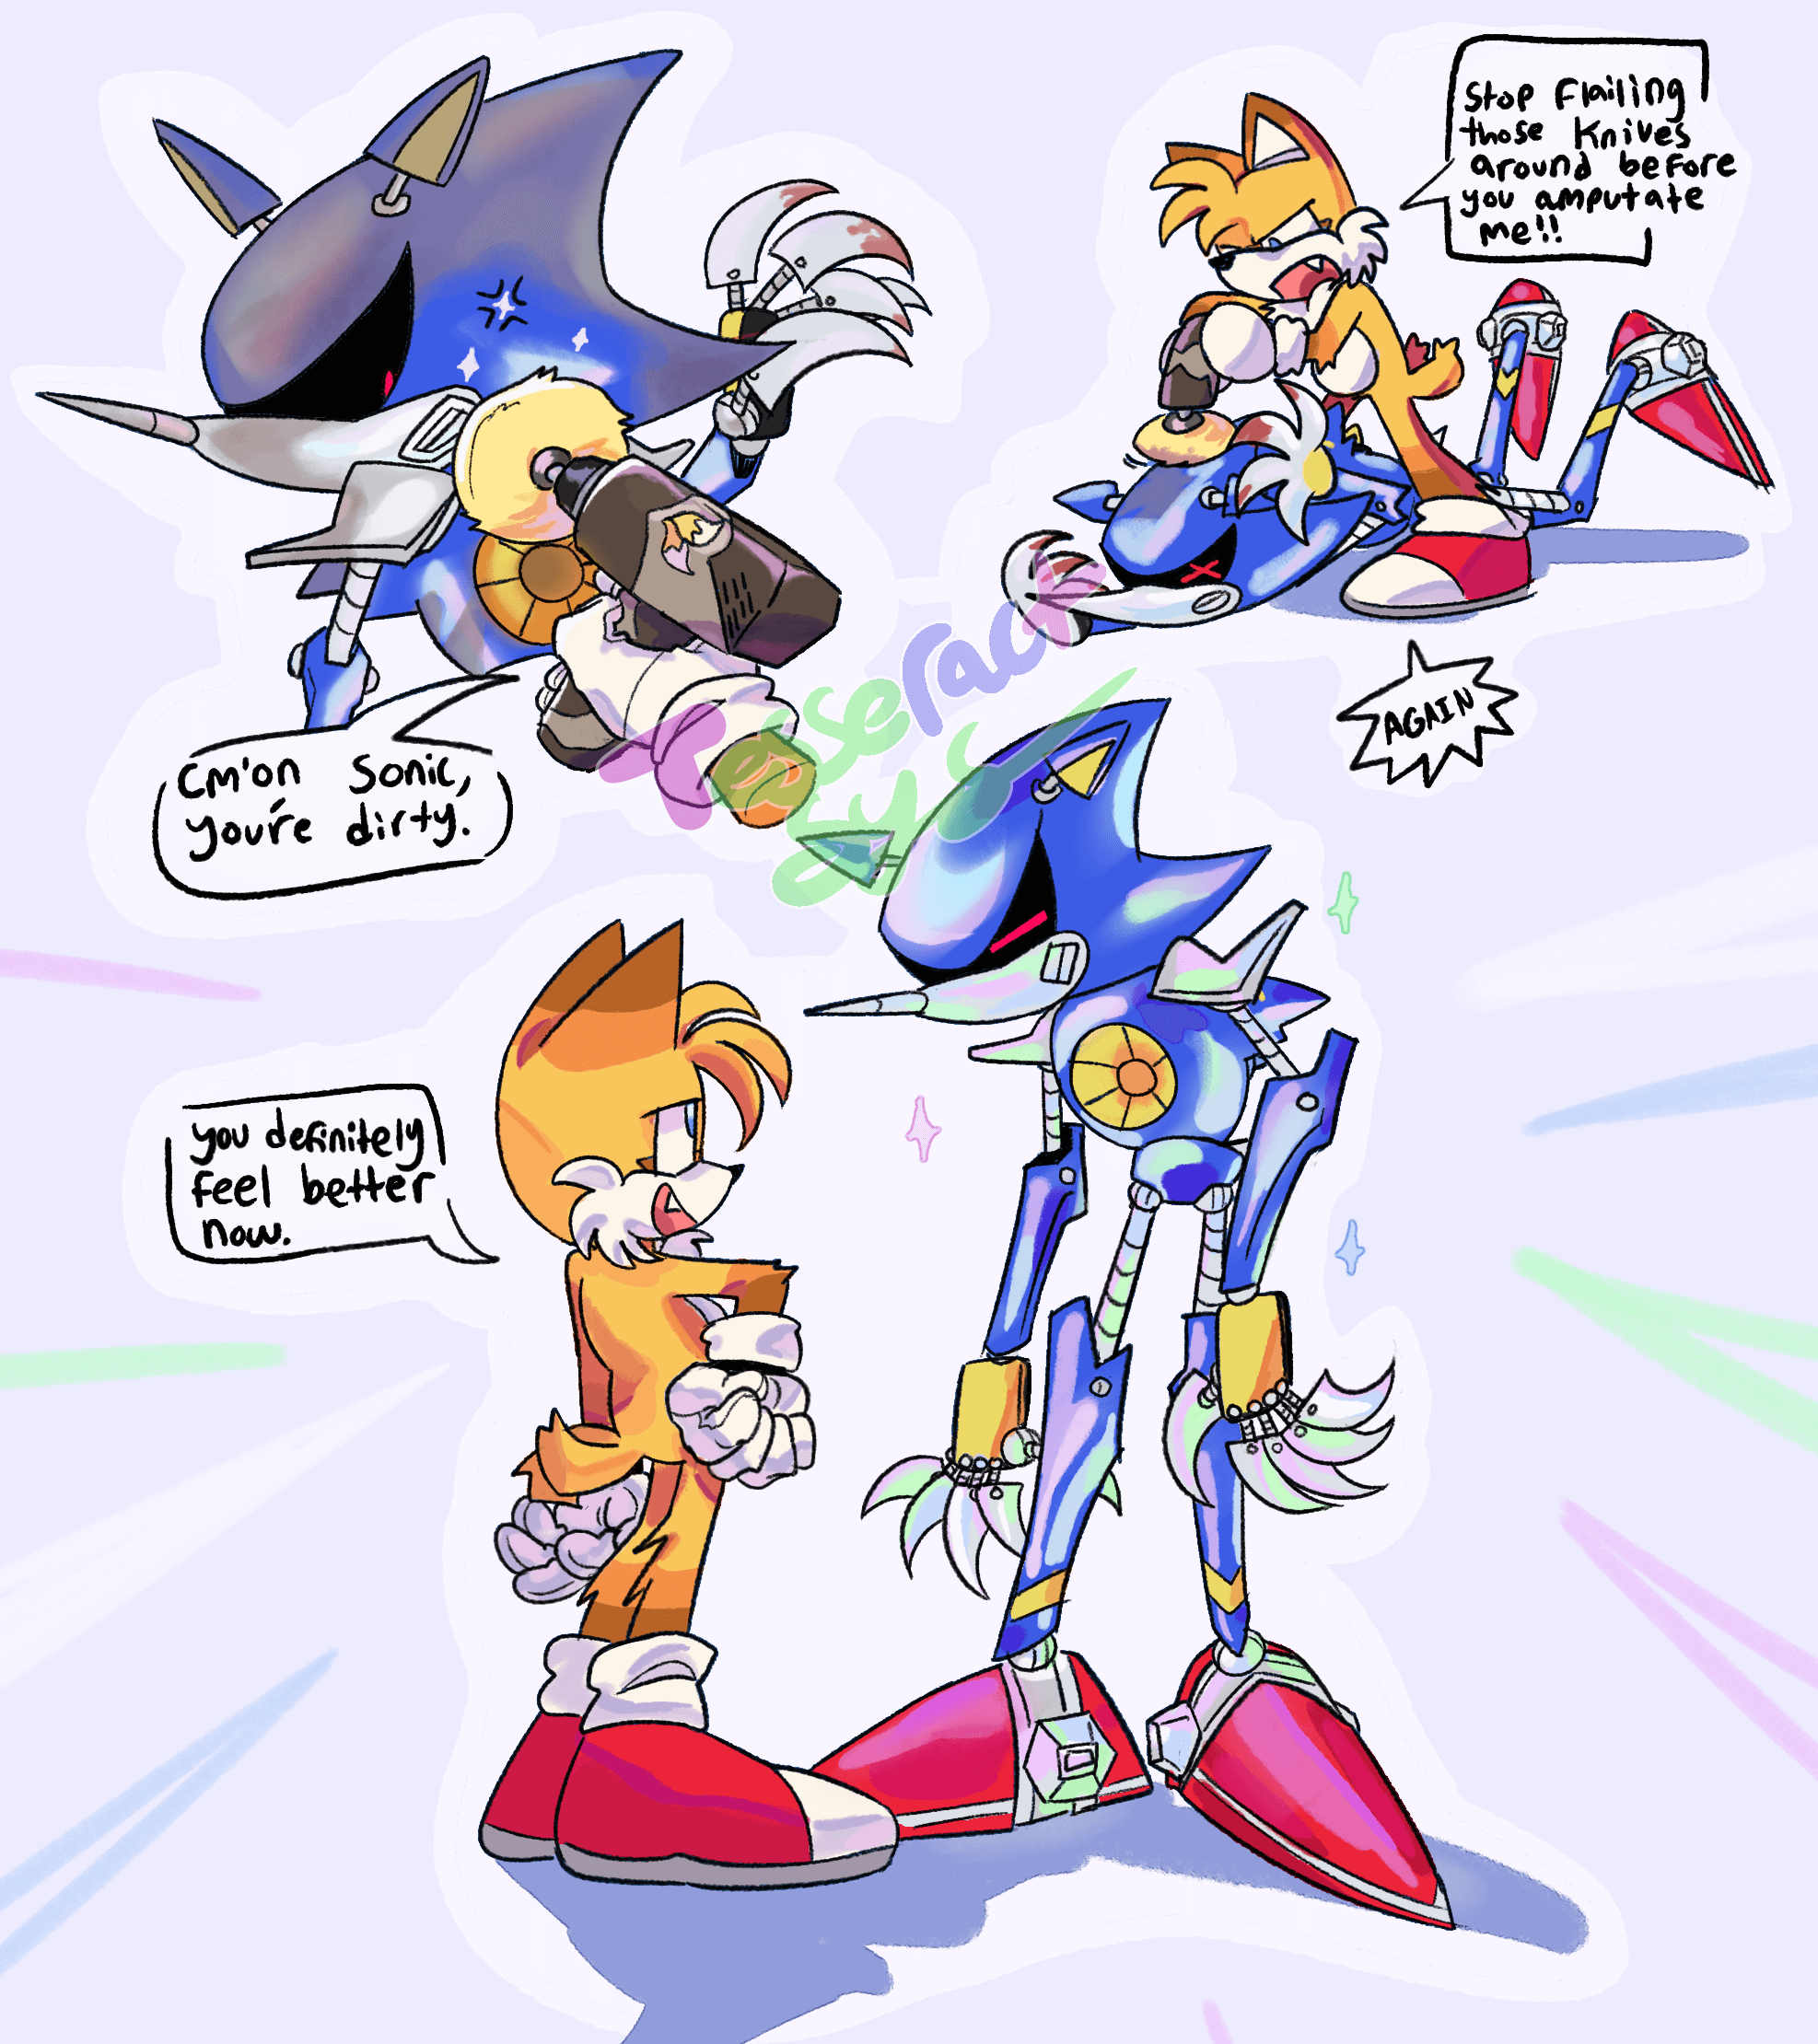 Stop Flailing
those Knives
around before
you amputate
me!!
AGAIN
Cm'on Sonic,
you're dirty.
Tesseract
you definitely
Feel better
now.